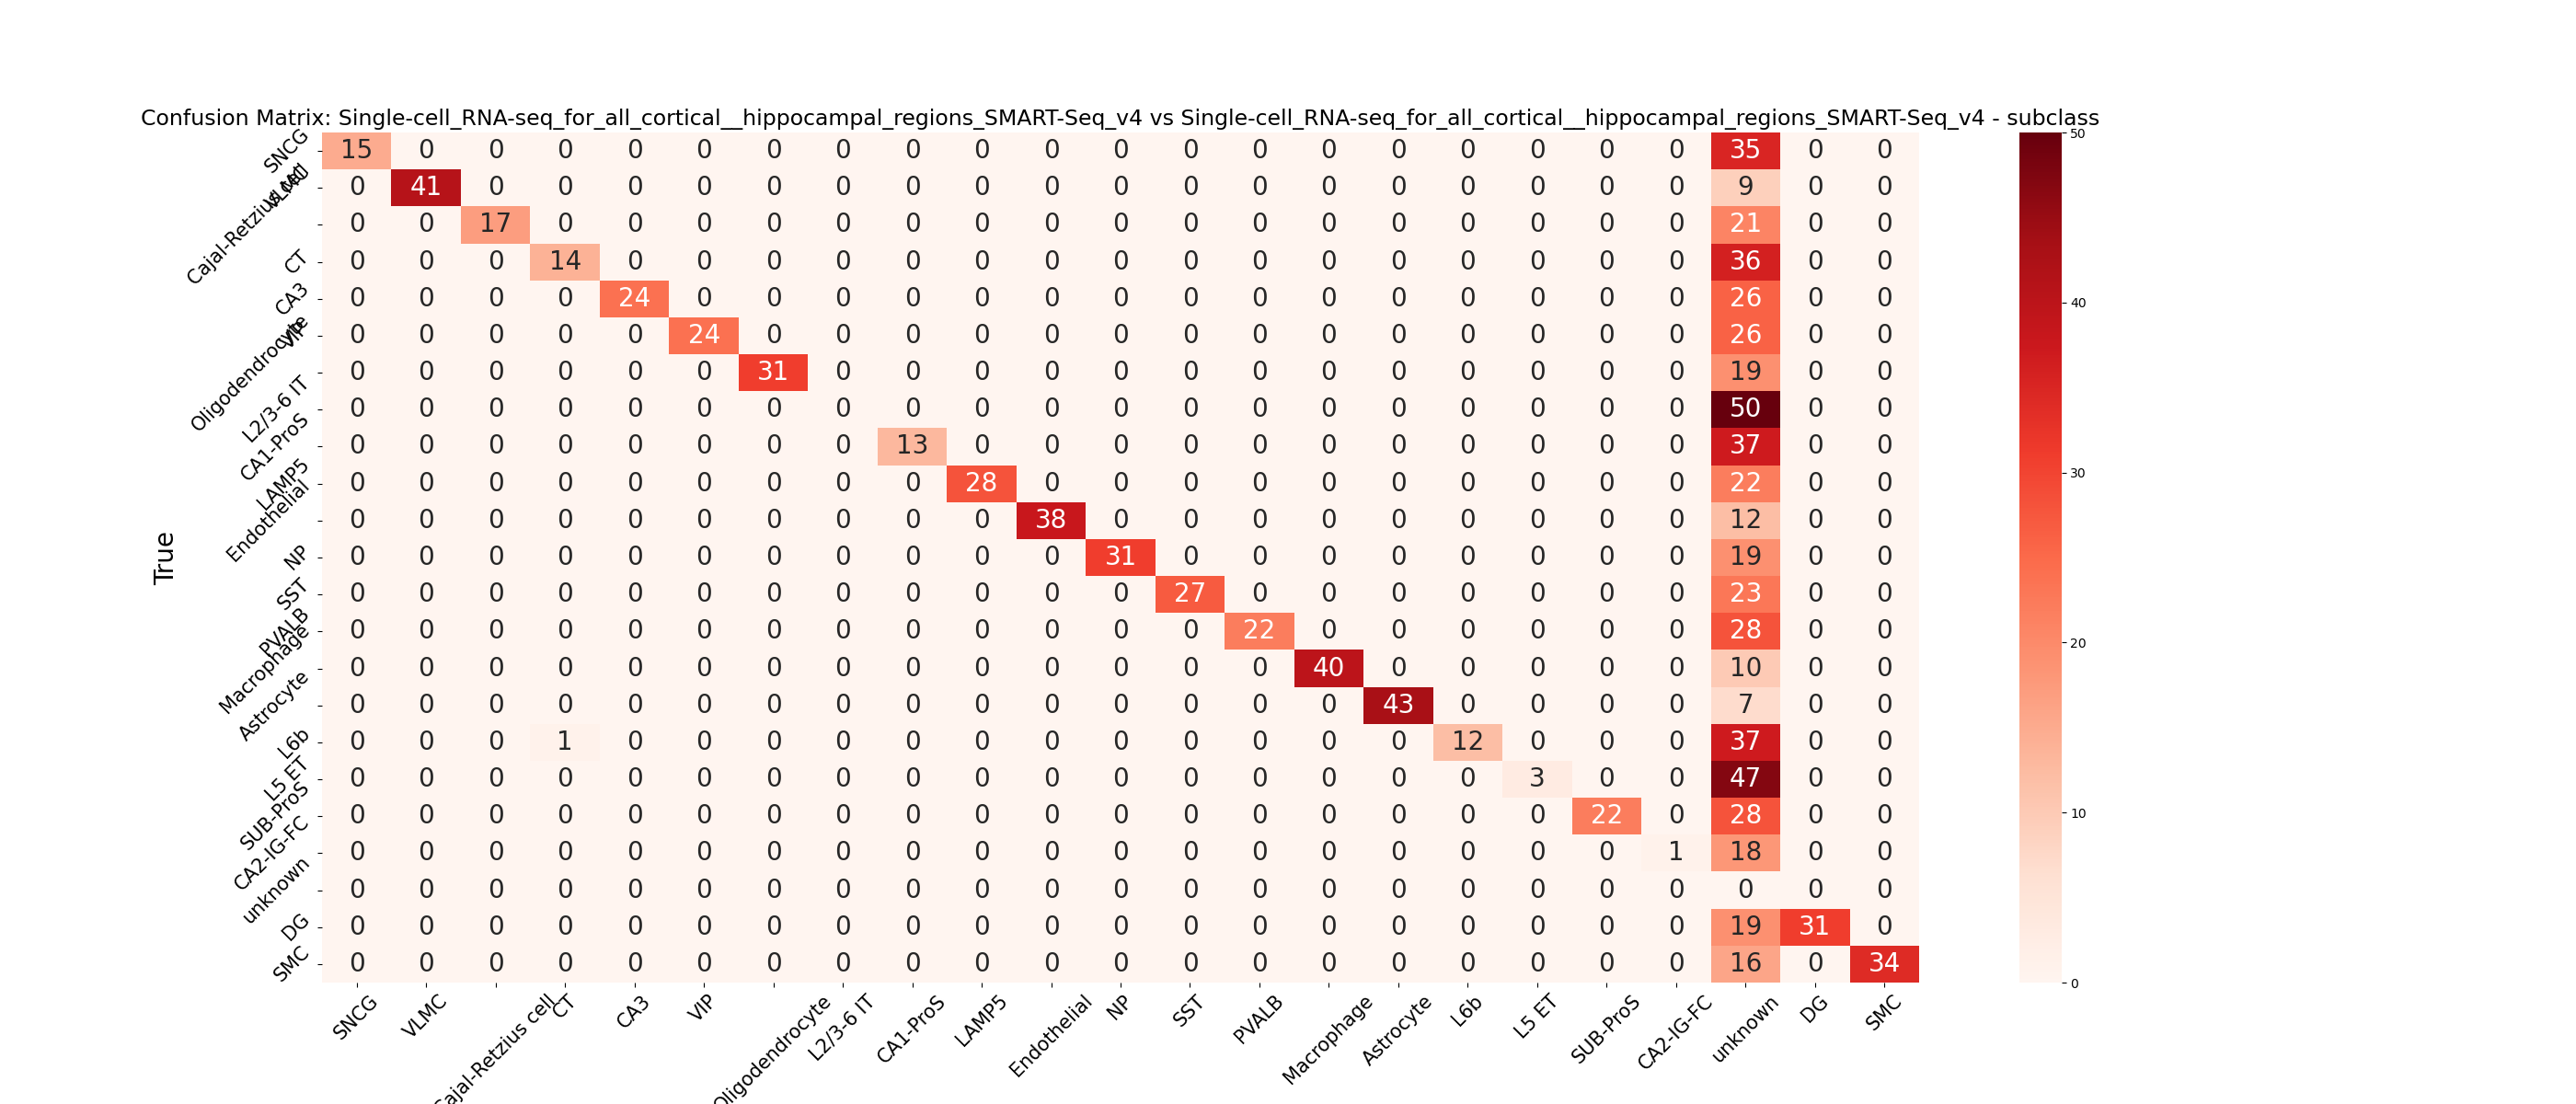 Confusion Matrix: Single-cell_RNA-seq_for_all_cortical__hippocampal_regions_SMART-Seq_v4 vs Single-cell_RNA-seq_for_all_cortical__hippocampal_regions_SMART-Seq_v4 - subclass
True
SNCG 15 0 0 0 0 0 0 0 0 0 0 0 0 0 0 0 0 0 0 0 35 0 0
VLMC 0 41 0 0 0 0 0 0 0 0 0 0 0 0 0 0 0 0 0 0 9 0 0
Cajal-Retzius cell 0 0 17 0 0 0 0 0 0 0 0 0 0 0 0 0 0 0 0 0 21 0 0
CT 0 0 0 14 0 0 0 0 0 0 0 0 0 0 0 0 0 0 0 0 36 0 0
CA3 0 0 0 0 24 0 0 0 0 0 0 0 0 0 0 0 0 0 0 0 26 0 0
VIP 0 0 0 0 0 24 0 0 0 0 0 0 0 0 0 0 0 0 0 0 26 0 0
Oligodendrocyte 0 0 0 0 0 0 31 0 0 0 0 0 0 0 0 0 0 0 0 0 19 0 0
L2/3-6 IT 0 0 0 0 0 0 0 0 0 0 0 0 0 0 0 0 0 0 0 0 50 0 0
CA1-ProS 0 0 0 0 0 0 0 0 13 0 0 0 0 0 0 0 0 0 0 0 37 0 0
LAMP5 0 0 0 0 0 0 0 0 0 28 0 0 0 0 0 0 0 0 0 0 22 0 0
Endothelial 0 0 0 0 0 0 0 0 0 0 38 0 0 0 0 0 0 0 0 0 12 0 0
NP 0 0 0 0 0 0 0 0 0 0 0 31 0 0 0 0 0 0 0 0 19 0 0
SST 0 0 0 0 0 0 0 0 0 0 0 0 27 0 0 0 0 0 0 0 23 0 0
PVALB 0 0 0 0 0 0 0 0 0 0 0 0 0 22 0 0 0 0 0 0 28 0 0
Macrophage 0 0 0 0 0 0 0 0 0 0 0 0 0 0 40 0 0 0 0 0 10 0 0
Astrocyte 0 0 0 0 0 0 0 0 0 0 0 0 0 0 0 43 0 0 0 0 7 0 0
L6b 0 0 0 1 0 0 0 0 0 0 0 0 0 0 0 0 12 0 0 0 37 0 0
L5 ET 0 0 0 0 0 0 0 0 0 0 0 0 0 0 0 0 0 3 0 0 47 0 0
SUB-ProS 0 0 0 0 0 0 0 0 0 0 0 0 0 0 0 0 0 0 22 0 28 0 0
CA2-IG-FC 0 0 0 0 0 0 0 0 0 0 0 0 0 0 0 0 0 0 0 1 18 0 0
unknown 0 0 0 0 0 0 0 0 0 0 0 0 0 0 0 0 0 0 0 0 0 0 0
DG 0 0 0 0 0 0 0 0 0 0 0 0 0 0 0 0 0 0 0 0 19 31 0
SMC 0 0 0 0 0 0 0 0 0 0 0 0 0 0 0 0 0 0 0 0 16 0 34
SNCG VLMC Cajal-Retzius cell CT CA3 VIP Oligodendrocyte L2/3-6 IT CA1-ProS LAMP5 Endothelial NP SST PVALB Macrophage Astrocyte L6b L5 ET SUB-ProS CA2-IG-FC unknown DG SMC
50
40
30
20
10
0